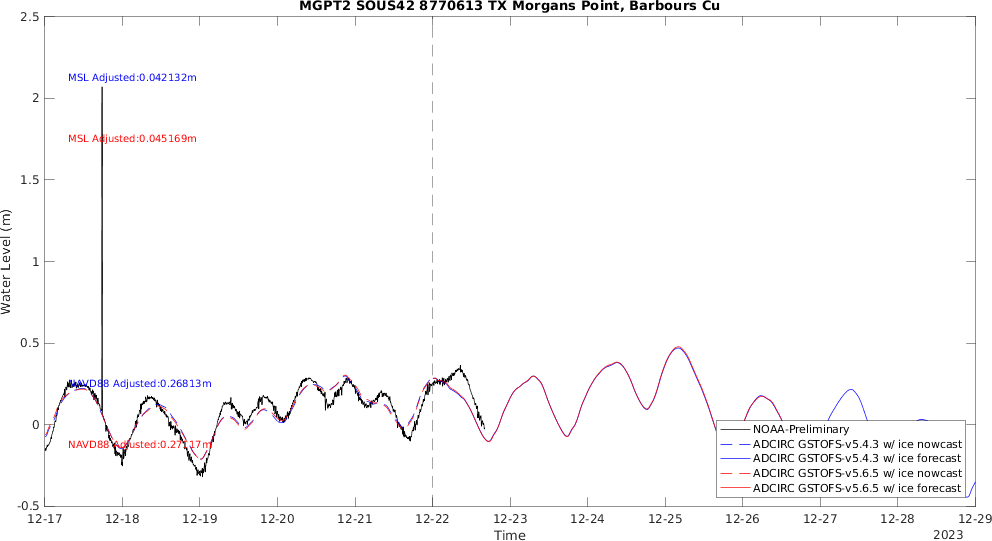 MGPT2 SOUS42 8770613 TX Morgans Point, Barbours Cu
2.5
2
1.5
1
0.5
0
-0.5
Water Level (m)
MSL Adjusted:0.042132m
MSL Adjusted:0.045169m
NAVD88 Adjusted:0.26813m
NAVD88 Adjusted:0.27117m
NOAA-Preliminary
ADCIRC GSTOFS-v5.4.3 w/ ice nowcast
ADCIRC GSTOFS-v5.4.3 w/ ice forecast
ADCIRC GSTOFS-v5.6.5 w/ ice nowcast
ADCIRC GSTOFS-v5.6.5 w/ ice forecast
12-17 12-18 12-19 12-20 12-21 12-22 12-23 12-24 12-25 12-26 12-27 12-28 12-29
Time
2023